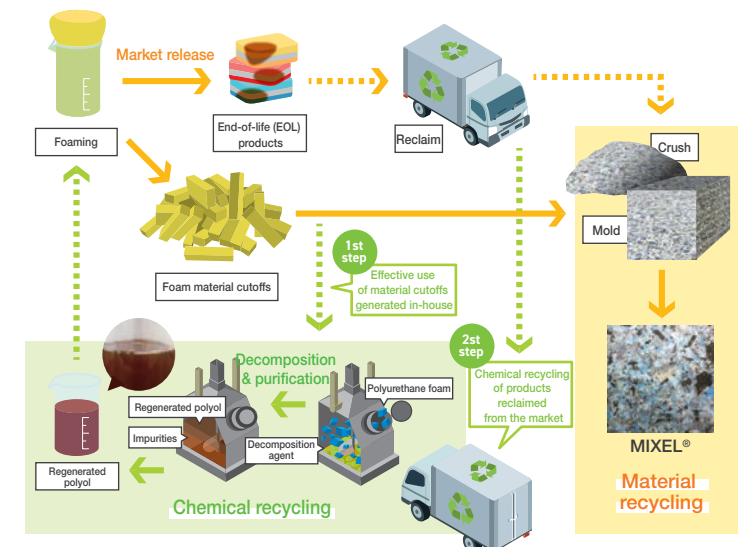 Market release
Foaming
End-of-life (EOL)
products
Reclaim
Crush
Mold
Foam material cutoffs
1st
step
Effective use
of material cutoffs
generated in-house
2st
step
Chemical recycling
of products
reclaimed
from the market
Decomposition
& purification
Polyurethane foam
Regenerated polyol
Impurities
Decomposition
agent
Regenerated
polyol
Chemical recycling
MIXEL®
Material
recycling